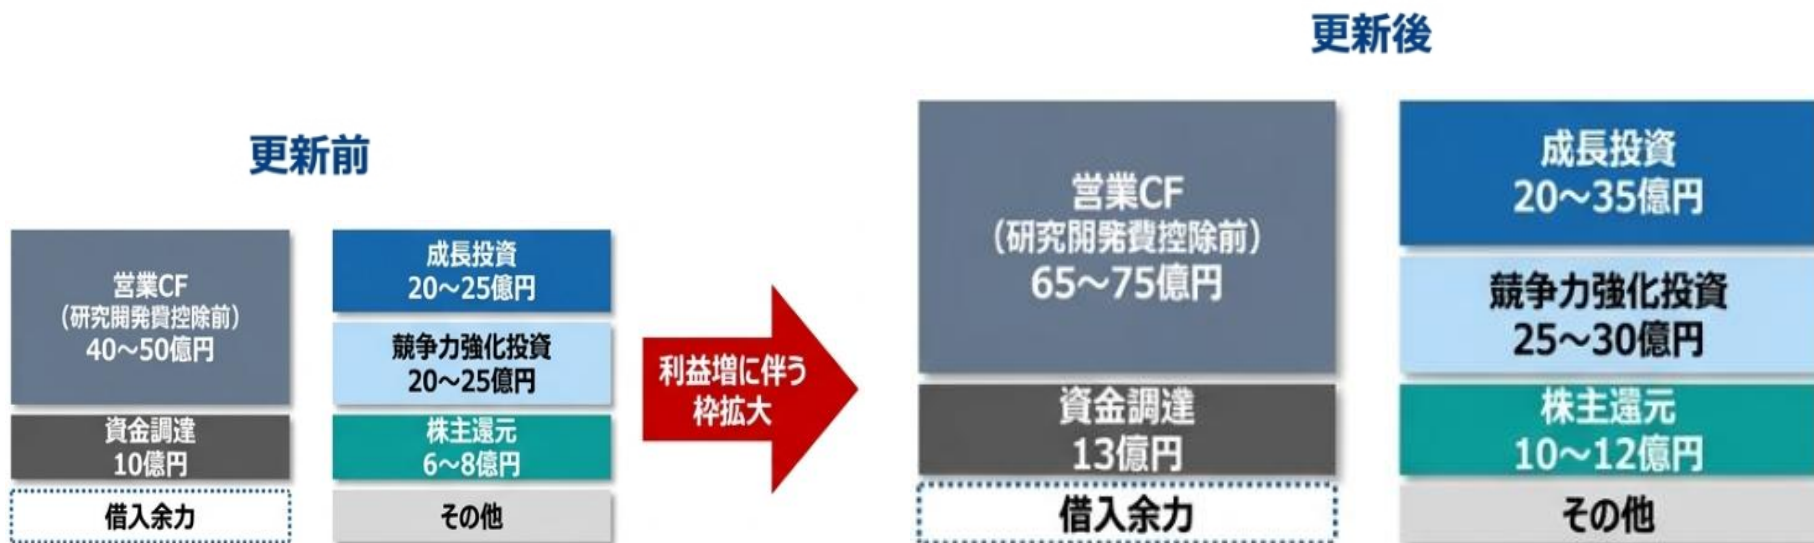 更新前
営業CF
(研究開発費控除前)
40～50億円
資金調達
10億円
借入余力
成長投資
20～25億円
競争力強化投資
20～25億円
株主還元
6～8億円
その他
利益増に伴う
枠拡大
更新後
営業CF
(研究開発費控除前)
65～75億円
資金調達
13億円
借入余力
成長投資
20～35億円
競争力強化投資
25～30億円
株主還元
10～12億円
その他